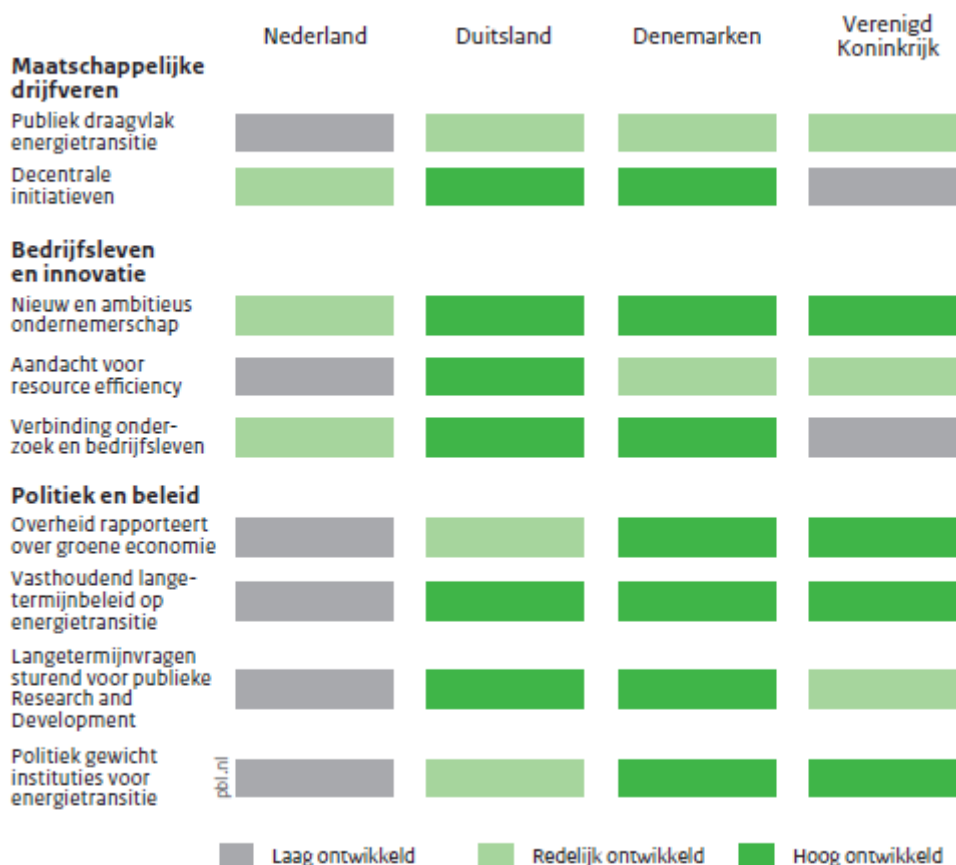 Nederland
Duitsland
Denemarken
Verenigd
Koninkrijk
Maatschappelijke
drijfveren
Publiek draagvlak
energietransitie
Decentrale
initiatieven
Bedrijfsleven
en innovatie
Nieuw en ambitieus
ondernemerschap
Aandacht voor
resource efficiency
Verbinding onder-
zoek en bedrijfsleven
Politiek en beleid
Overheid rapporteert
over groene economie
Vasthoudend lange-
termijnbeleid op
energietransitie
Langetermijnvragen
sturend voor publieke
Research and
Development
Politiek gewicht
instituties voor
energietransitie
pbl.nl
Laag ontwikkeld
Redelijk ontwikkeld
Hoog ontwikkeld